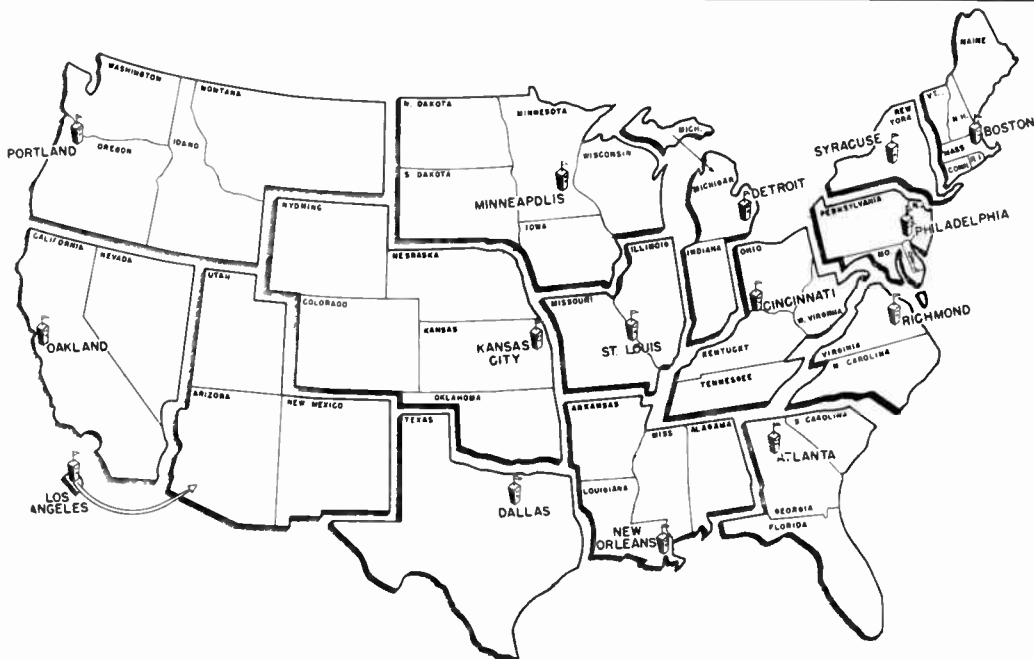 WASHINGTON
MONTANA
PORTLAND
OREGON
IDAHO
N. DAKOTA
MINNESOTA
S. DAKOTA
MINNEAPOLIS
IOWA
WISCONSIN
MICH.
MICHIGAN
DETROIT
MAINE
VT.
N.H.
NEW
YORK
BOSTON
MASS
CONN
R.I.
SYRACUSE
PENNSYLVANIA
N.J.
PHILADELPHIA
MD.
WYOMING
NEBRASKA
CALIFORNIA
NEVADA
UTAH
COLORADO
KANSAS
KANSAS
CITY
OAKLAND
ILLINOIS
MISSOURI
ST. LOUIS
INDIANA
OHIO
CINCINNATI
W. VIRGINIA
RICHMOND
VIRGINIA
KENTUCKY
N CAROLINA
TENNESSEE
ARIZONA
NEW MEXICO
OKLAHOMA
TEXAS
ARKANSAS
MISS
ALABAMA
S. CAROLINA
ATLANTA
LOS
ANGELES
DALLAS
LOUISIANA
NEW
ORLEANS
GEORGIA
FLORIDA